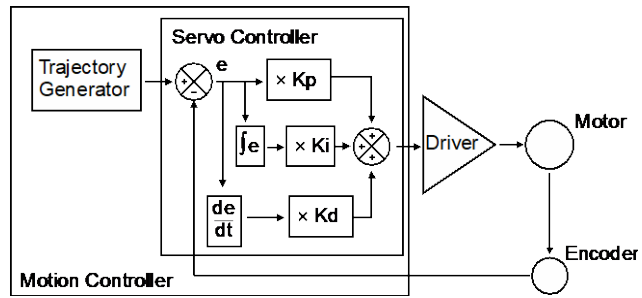 Servo Controller
Trajectory
Generator
+
−
e
× Kp
∫e
× Ki
+
+
+
de
dt
× Kd
Driver
Motor
Encoder
Motion Controller